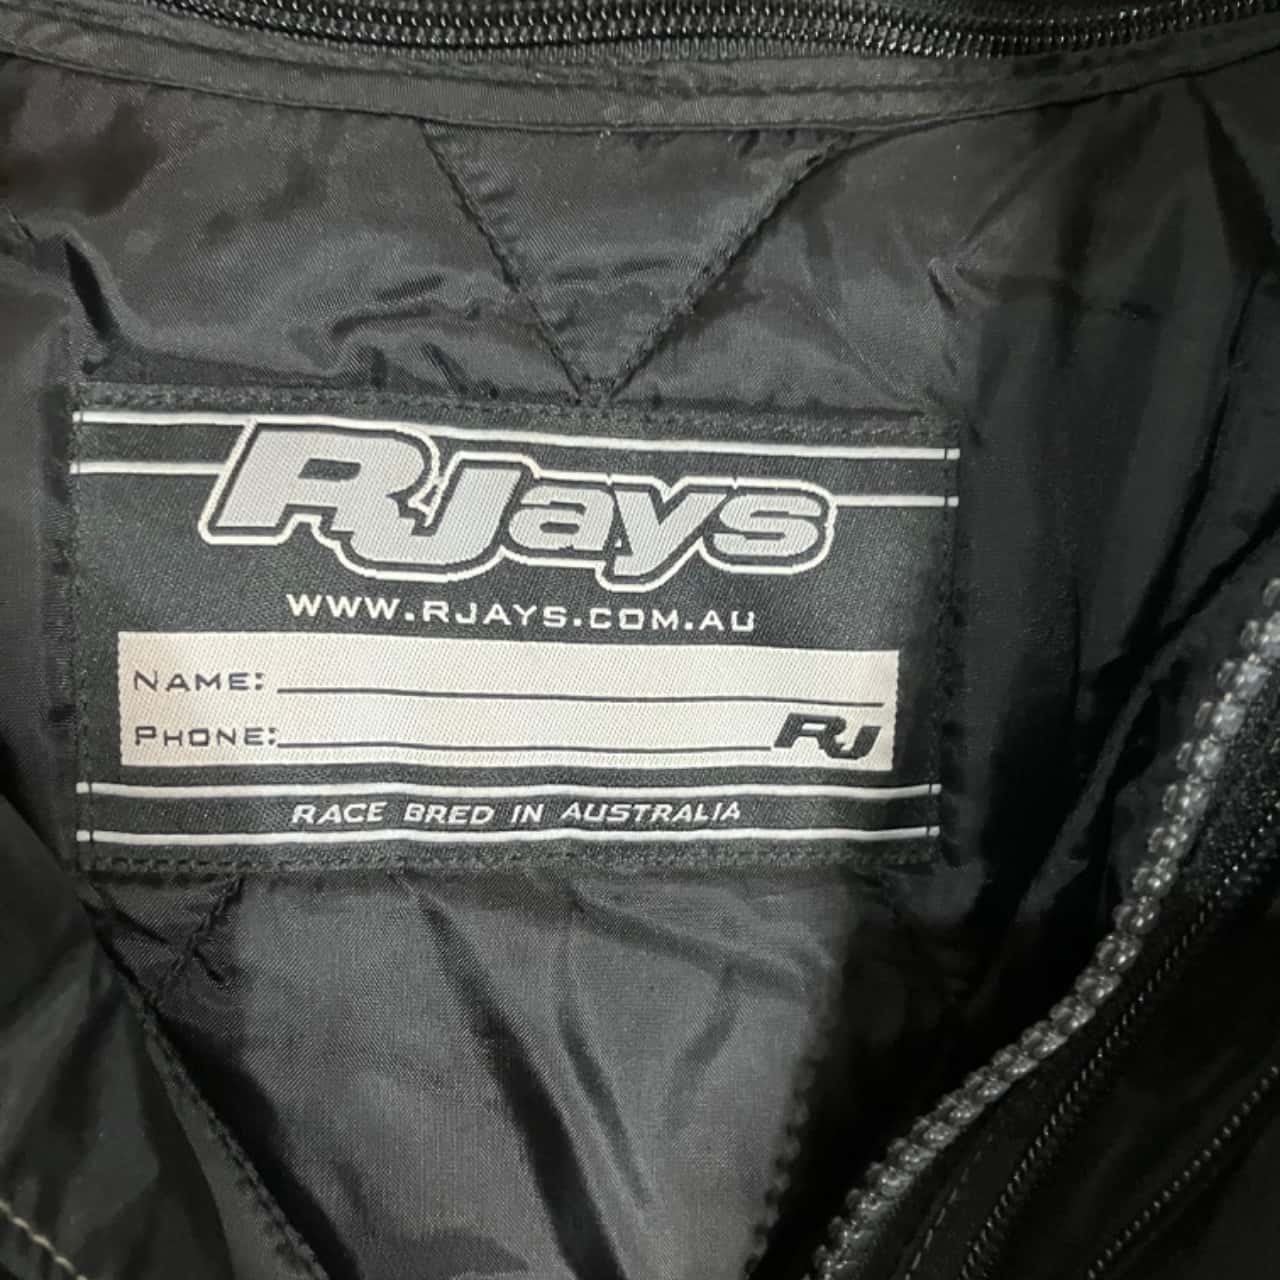 RJays
WWW.RJAYS.COM.AU
NAME:
PHONE: RJ
RACE BRED IN AUSTRALIA